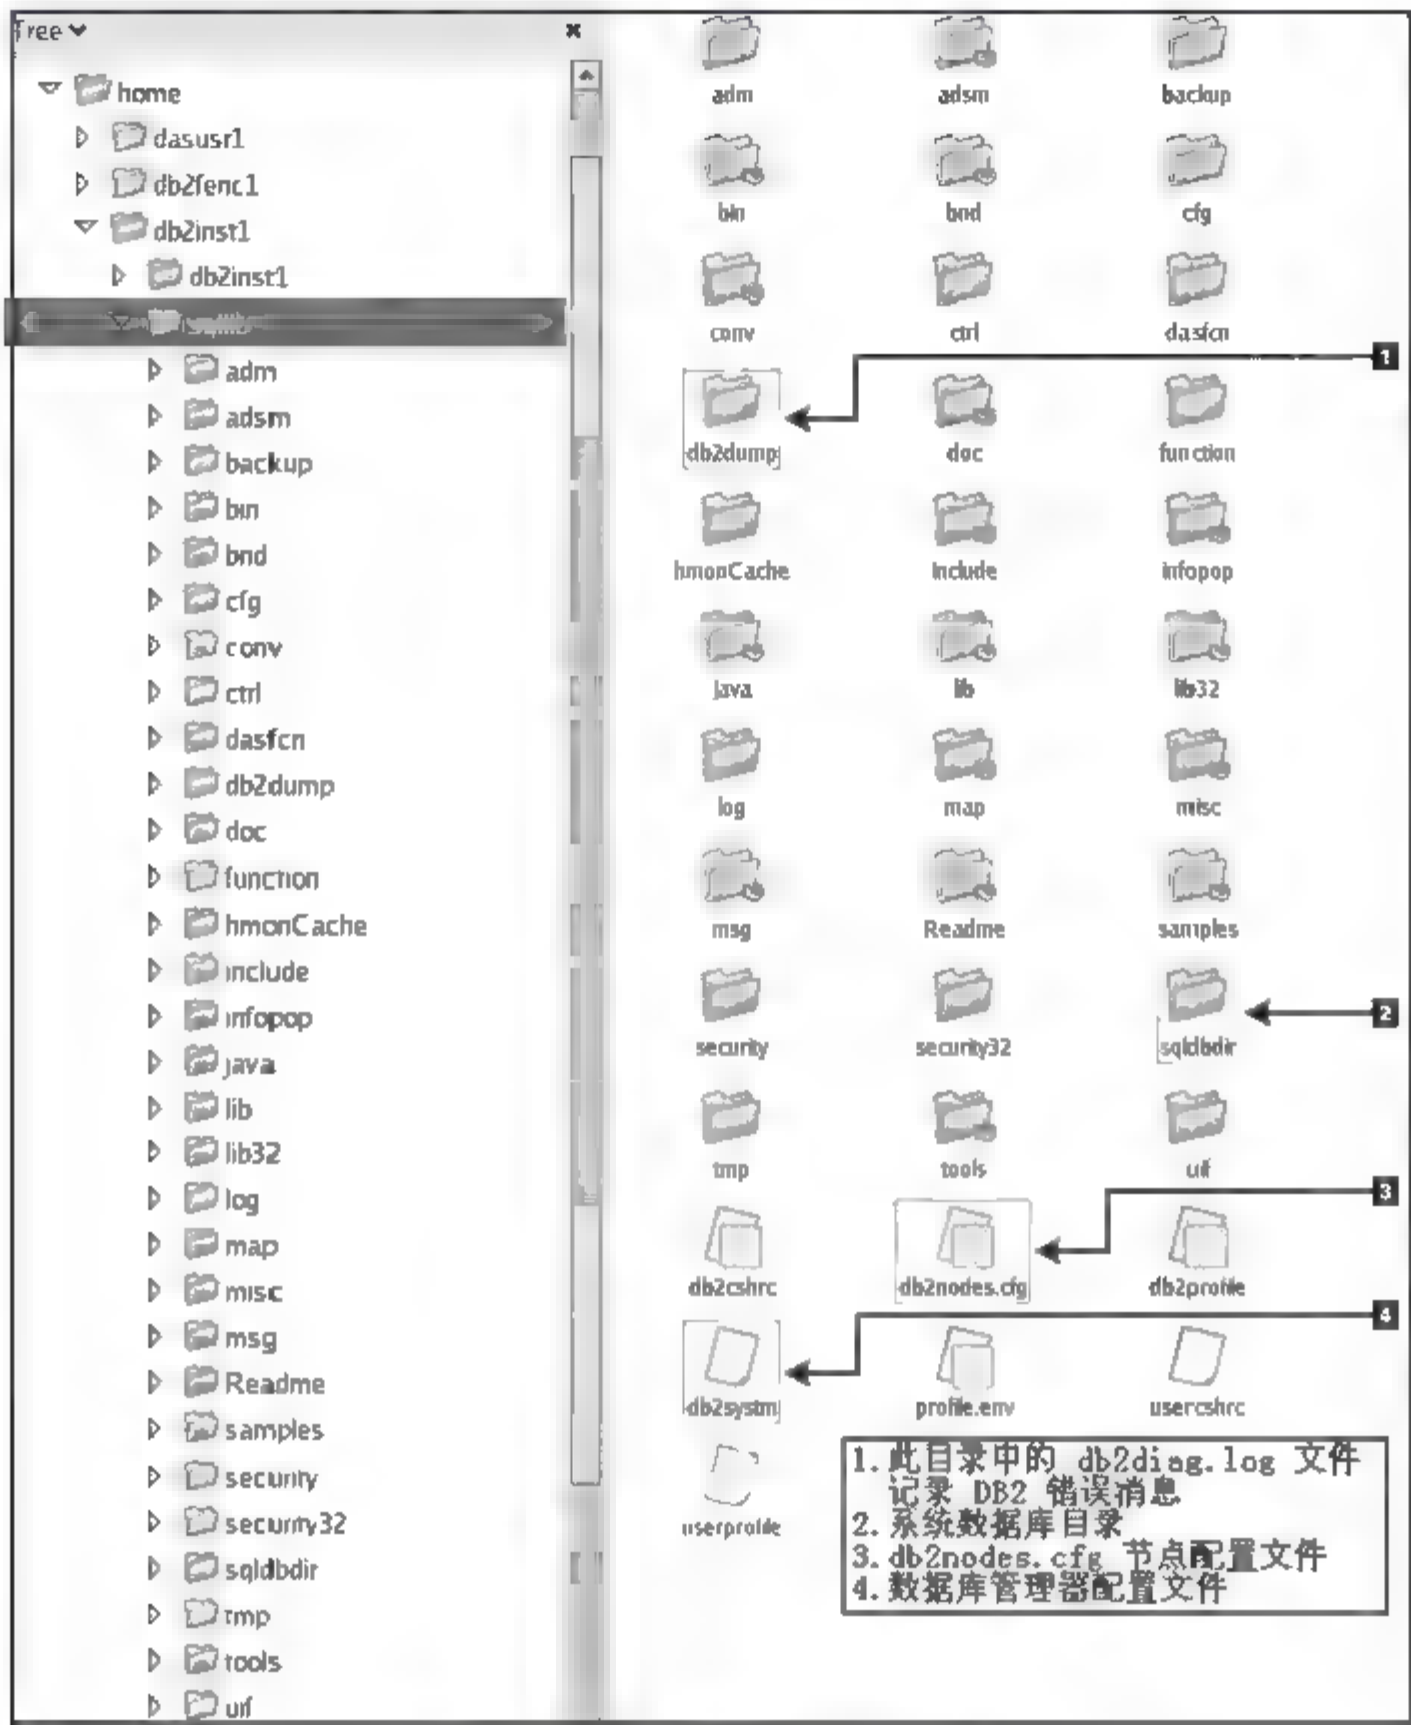 Tree
home
dasusr1
db2fenc1
db2inst1
db2inst1
adm
adsm
backup
bin
bnd
cfg
conv
ctrl
dasfcn
db2dump
doc
function
hmonCache
include
infopop
java
lib
lib32
log
map
misc
msg
Readme
samples
security
security32
sqldbdir
tmp
tools
uif
adm adsm backup
bin bnd cfg
conv ctrl dasfcn
1
db2dump doc function
hmonCache include infopop
java lib lib32
log map misc
msg Readme samples
2
security security32 sqldbdir
tmp tools uif
3
db2cshrc db2nodes.cfg db2profile
4
db2systm profile.env usercshrc
userprofile
1. 此目录中的 db2diag.log 文件
记录 DB2 错误消息
2. 系统数据库目录
3. db2nodes.cfg 节点配置文件
4. 数据库管理器配置文件